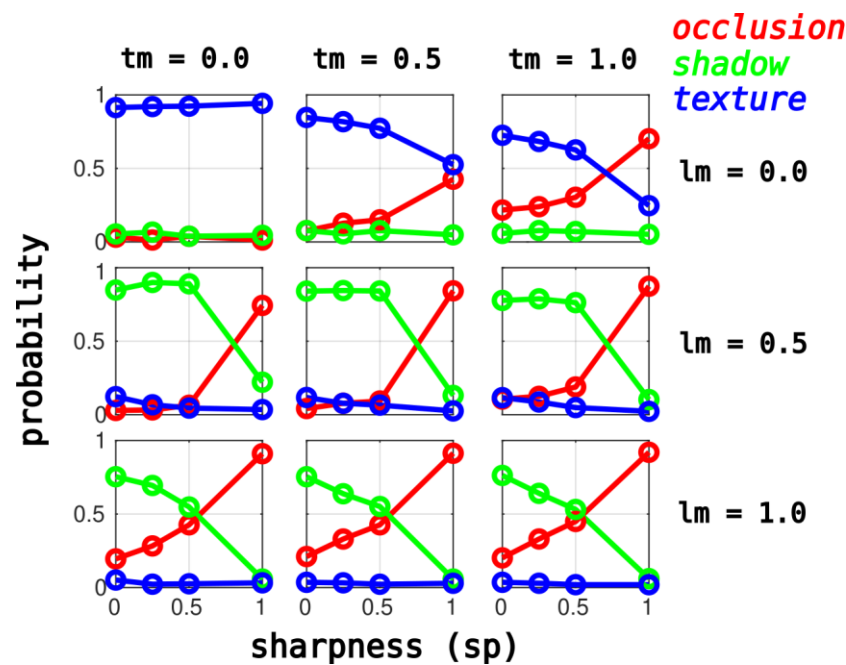 occlusion
shadow
texture
tm = 0.0 tm = 0.5 tm = 1.0
1
0.5
0
lm = 0.0
1
0.5
0
lm = 0.5
1
0.5
0
lm = 1.0
probability
0 0.5 1 0 0.5 1 0 0.5 1
sharpness (sp)